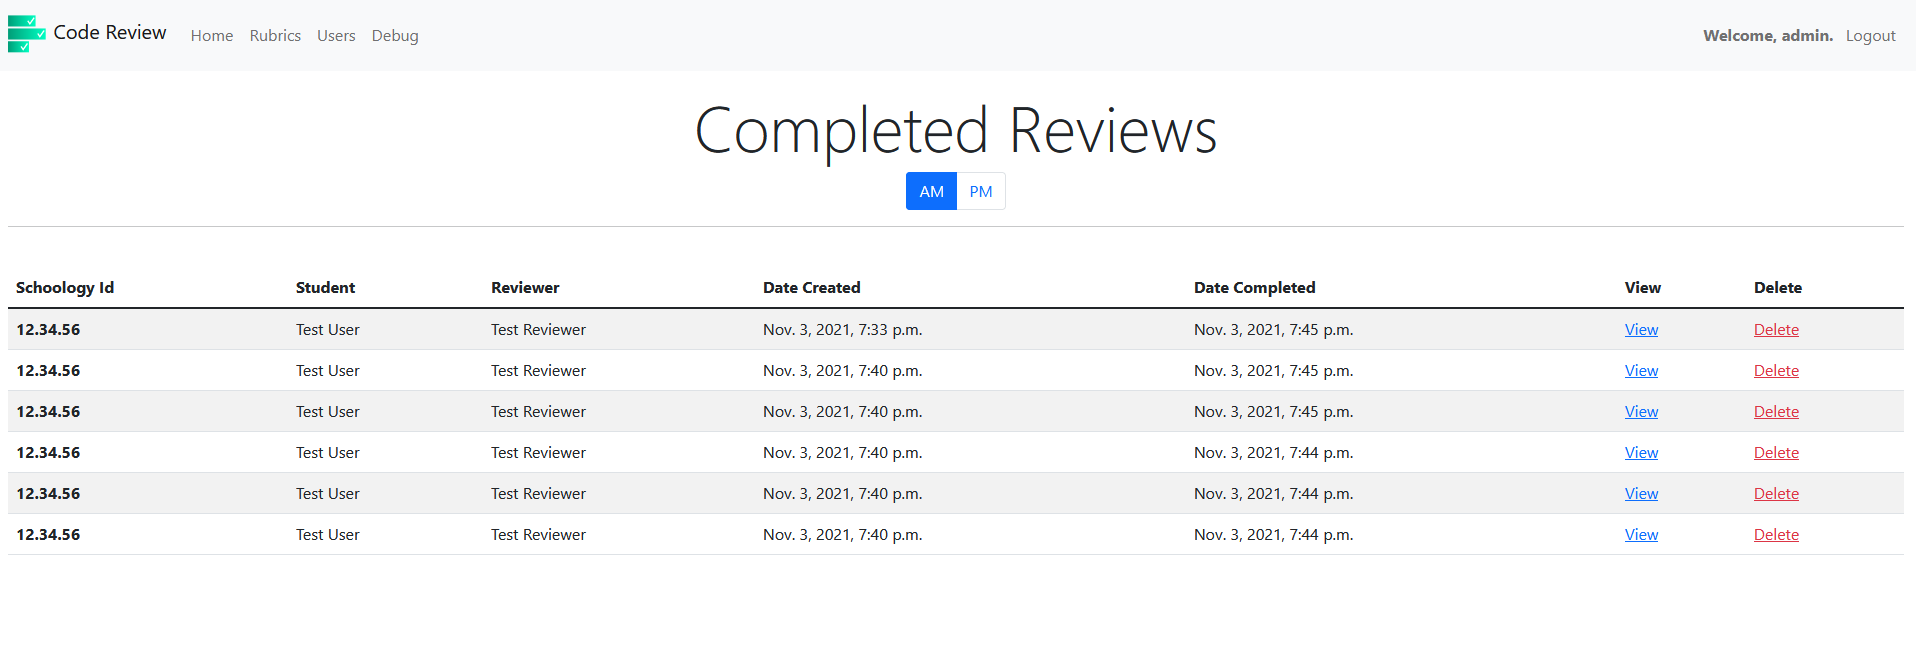 Code Review Home Rubrics Users Debug Welcome, admin. Logout
Completed Reviews
AM PM
Schoology Id Student Reviewer Date Created Date Completed View Delete
12.34.56 Test User Test Reviewer Nov. 3, 2021, 7:33 p.m. Nov. 3, 2021, 7:45 p.m. View Delete
12.34.56 Test User Test Reviewer Nov. 3, 2021, 7:40 p.m. Nov. 3, 2021, 7:45 p.m. View Delete
12.34.56 Test User Test Reviewer Nov. 3, 2021, 7:40 p.m. Nov. 3, 2021, 7:45 p.m. View Delete
12.34.56 Test User Test Reviewer Nov. 3, 2021, 7:40 p.m. Nov. 3, 2021, 7:44 p.m. View Delete
12.34.56 Test User Test Reviewer Nov. 3, 2021, 7:40 p.m. Nov. 3, 2021, 7:44 p.m. View Delete
12.34.56 Test User Test Reviewer Nov. 3, 2021, 7:40 p.m. Nov. 3, 2021, 7:44 p.m. View Delete